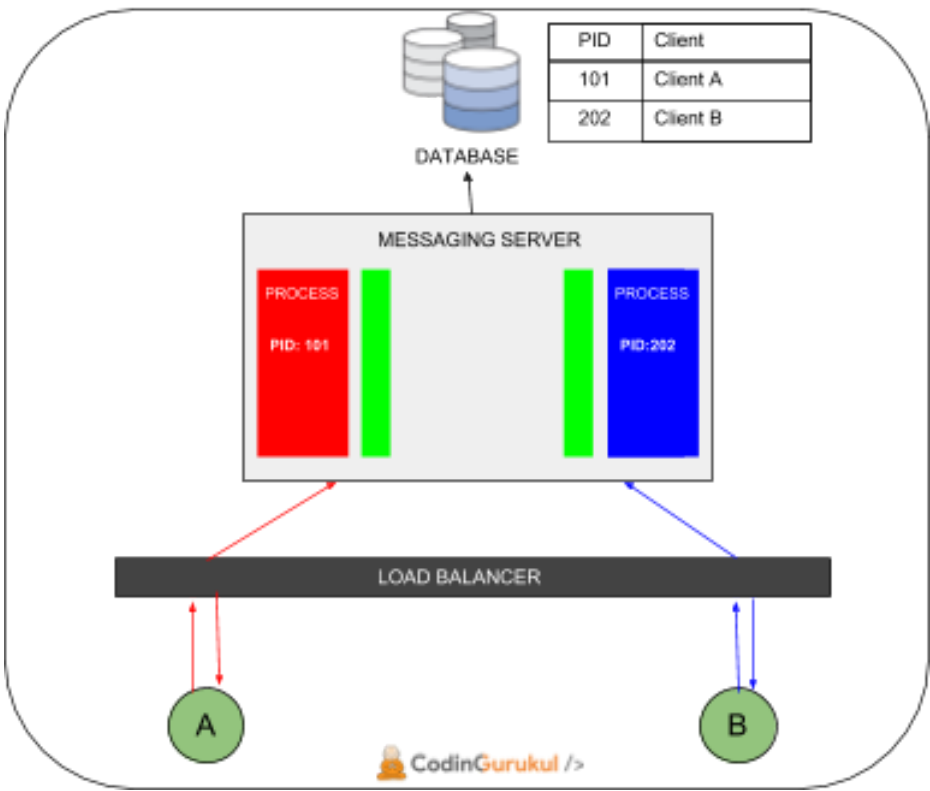 PID Client
101 Client A
202 Client B
DATABASE
MESSAGING SERVER
PROCESS
PID: 101
PROCESS
PID:202
LOAD BALANCER
A
B
CodinGurukul />